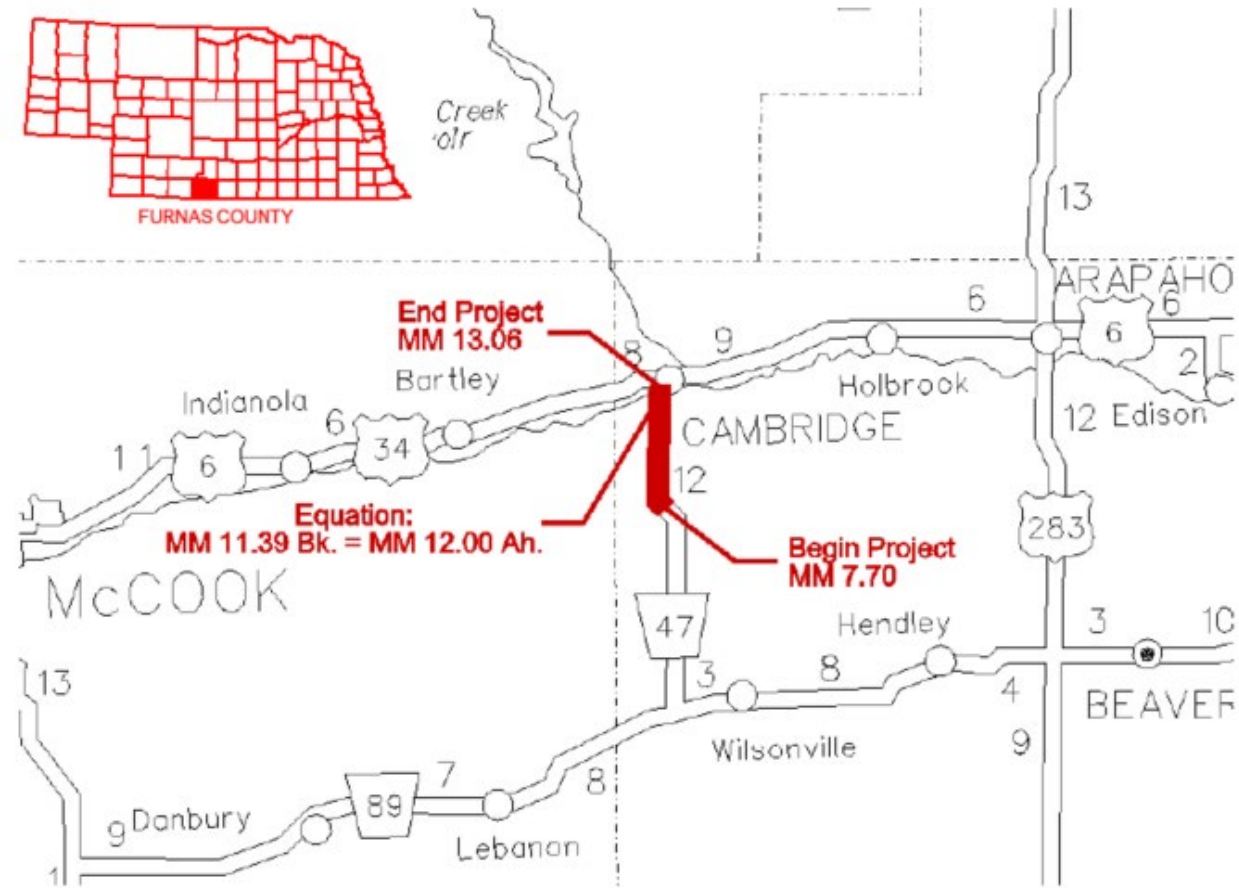 Creek
'oir
FURNAS COUNTY
13
ARAPAHO
End Project
MM 13.06
6
6
6
9
8
2
Bartley
Holbrook
Indianola
6
34
12
Edison
CAMBRIDGE
11
6
12
Equation:
MM 11.39 Bk. = MM 12.00 Ah.
283
Begin Project
MM 7.70
McCOOK
Hendley
3
10
47
8
13
3
4
BEAVER
9
Wilsonville
7
8
89
9
Danbury
Lebanon
1